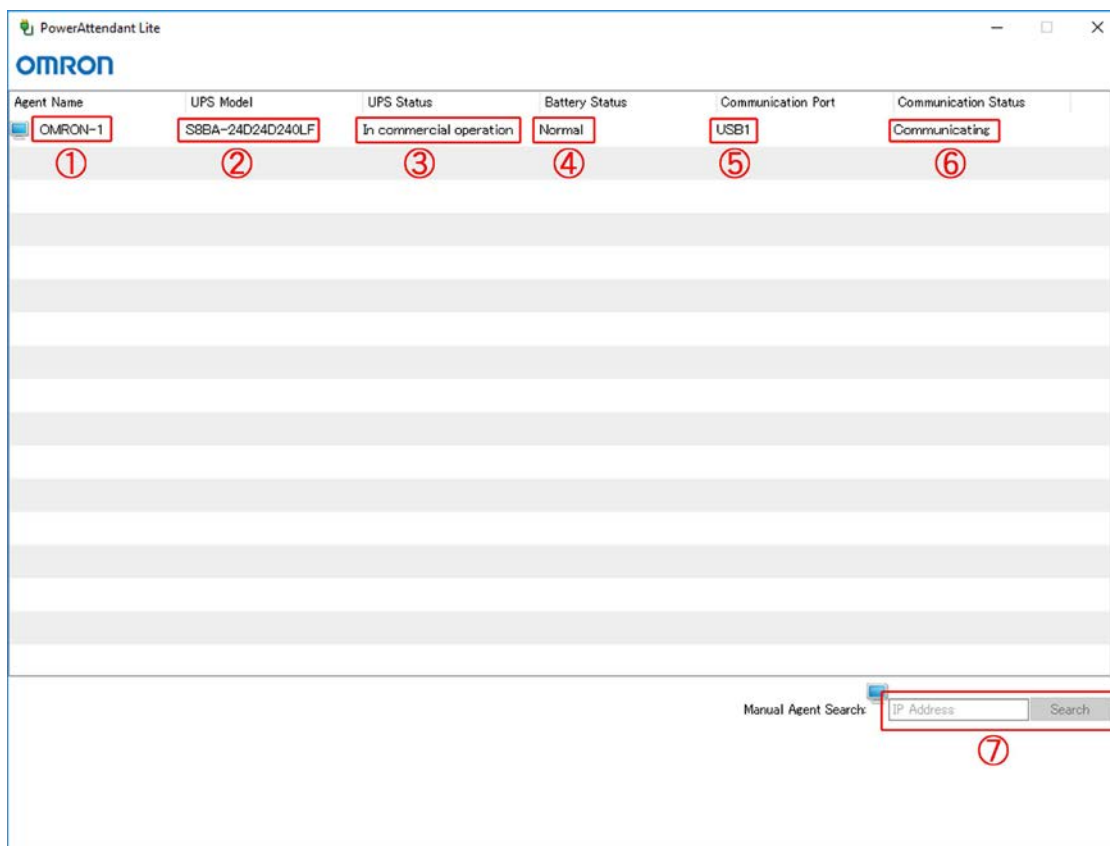 PowerAttendant Lite
OMRON
Agent Name UPS Model UPS Status Battery Status Communication Port Communication Status
OMRON-1 S8BA-24D24D240LF In commercial operation Normal USB1 Communicating
① ② ③ ④ ⑤ ⑥
Manual Agent Search: IP Address Search
⑦